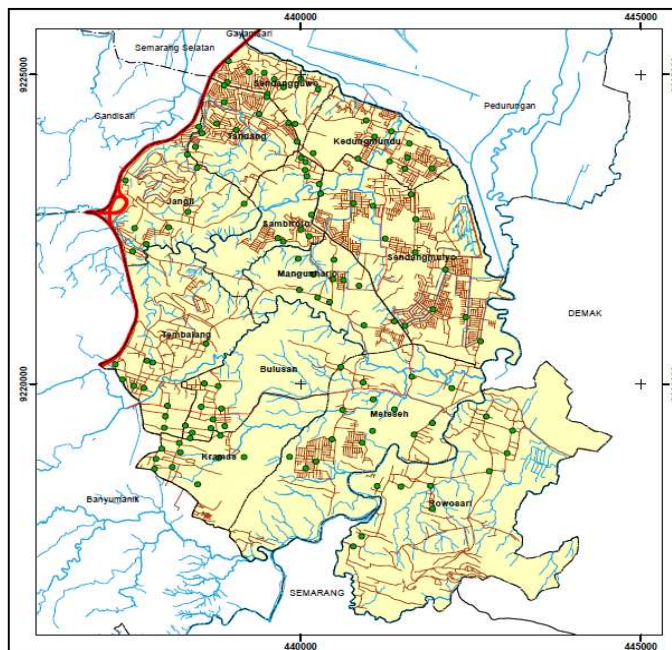 440000
445000
Gayamsari
Semarang Selatan
9225000
Sendangguwo
Pedurungan
Gandisari
Tandang
Kedungmundu
Jangli
Sambiroto
Sendangmulyo
Mangunharjo
DEMAK
Tembalang
Bulusan
9220000
Meteseh
Kramas
Banyumanik
Rowosari
SEMARANG
440000
445000